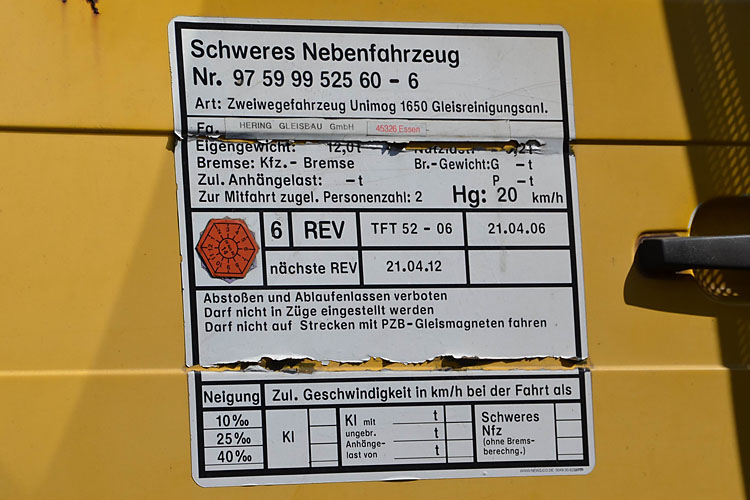 Schweres Nebenfahrzeug
Nr. 97 59 99 525 60 - 6
Art: Zweiwegefahrzeug Unimog 1650 Gleisreinigungsanl.
Fa. HERING GLEISBAU GmbH 45326 Essen
Eigengewicht: 12,0t
Bremse: Kfz.- Bremse Br.-Gewicht:G -t
Zul. Anhängelast: -t P -t
Zur Mitfahrt zugel. Personenzahl: 2 Hg: 20 km/h
6 REV TFT 52 - 06 21.04.06
nächste REV 21.04.12
Abstoßen und Ablaufenlassen verboten
Darf nicht in Züge eingestellt werden
Darf nicht auf Strecken mit PZB-Gleismagneten fahren
Neigung Zul. Geschwindigkeit in km/h bei der Fahrt als
10‰
25‰
40‰
Kl
Kl mit t
ungebr. t
Anhänge-
last von t
Schweres
Nfz
(ohne Brems-
berechng.)